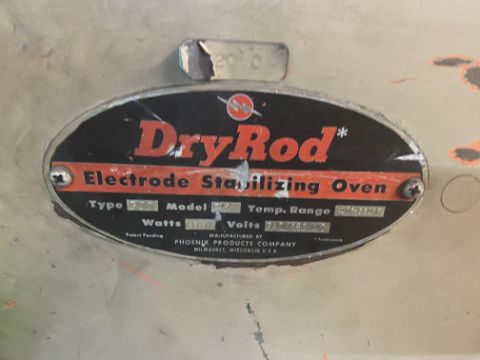 DryRod*
Electrode Stabilizing Oven
Type Model Temp. Range
Watts Volts
Patent Pending MANUFACTURED BY * Trademark
PHOENIX PRODUCTS COMPANY
MILWAUKEE, WISCONSIN U.S.A.